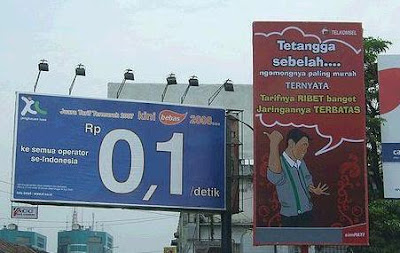 XL
Juara Tarif Termurah 2007 kini bebas 2008
Rp 0,1 /detik
ke semua operator
se-Indonesia
TELKOMSEL
Tetangga
sebelah....
ngamongnya paling murah
TERNYATA
Tarifnya RIBET banget
Jaringannya TERBATAS